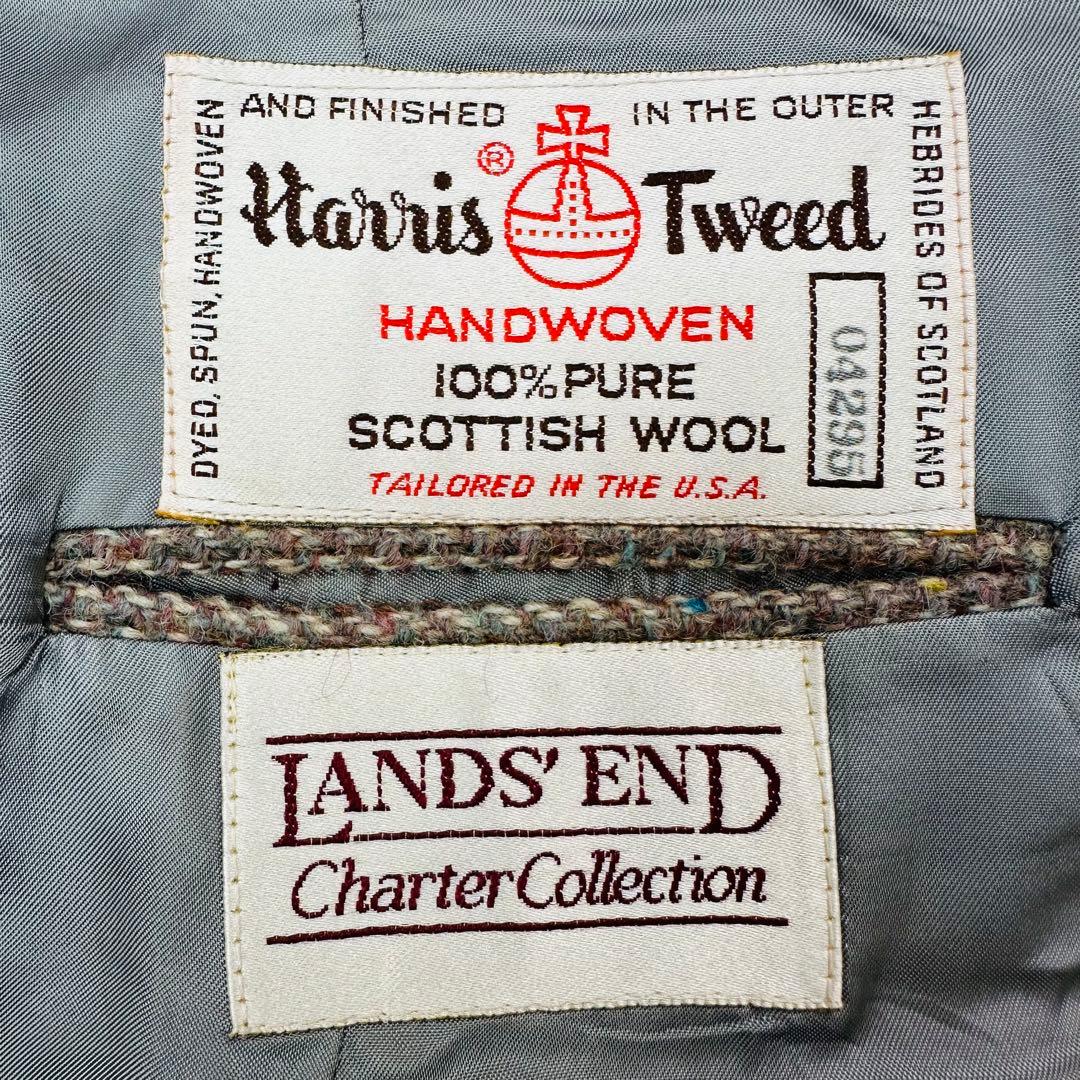 DYED, SPUN, HANDWOVEN
AND FINISHED
IN THE OUTER
HEBRIDES OF SCOTLAND
Harris ® Tweed
HANDWOVEN
100% PURE
SCOTTISH WOOL
TAILORED IN THE U.S.A.
04295
LANDS' END
Charter Collection